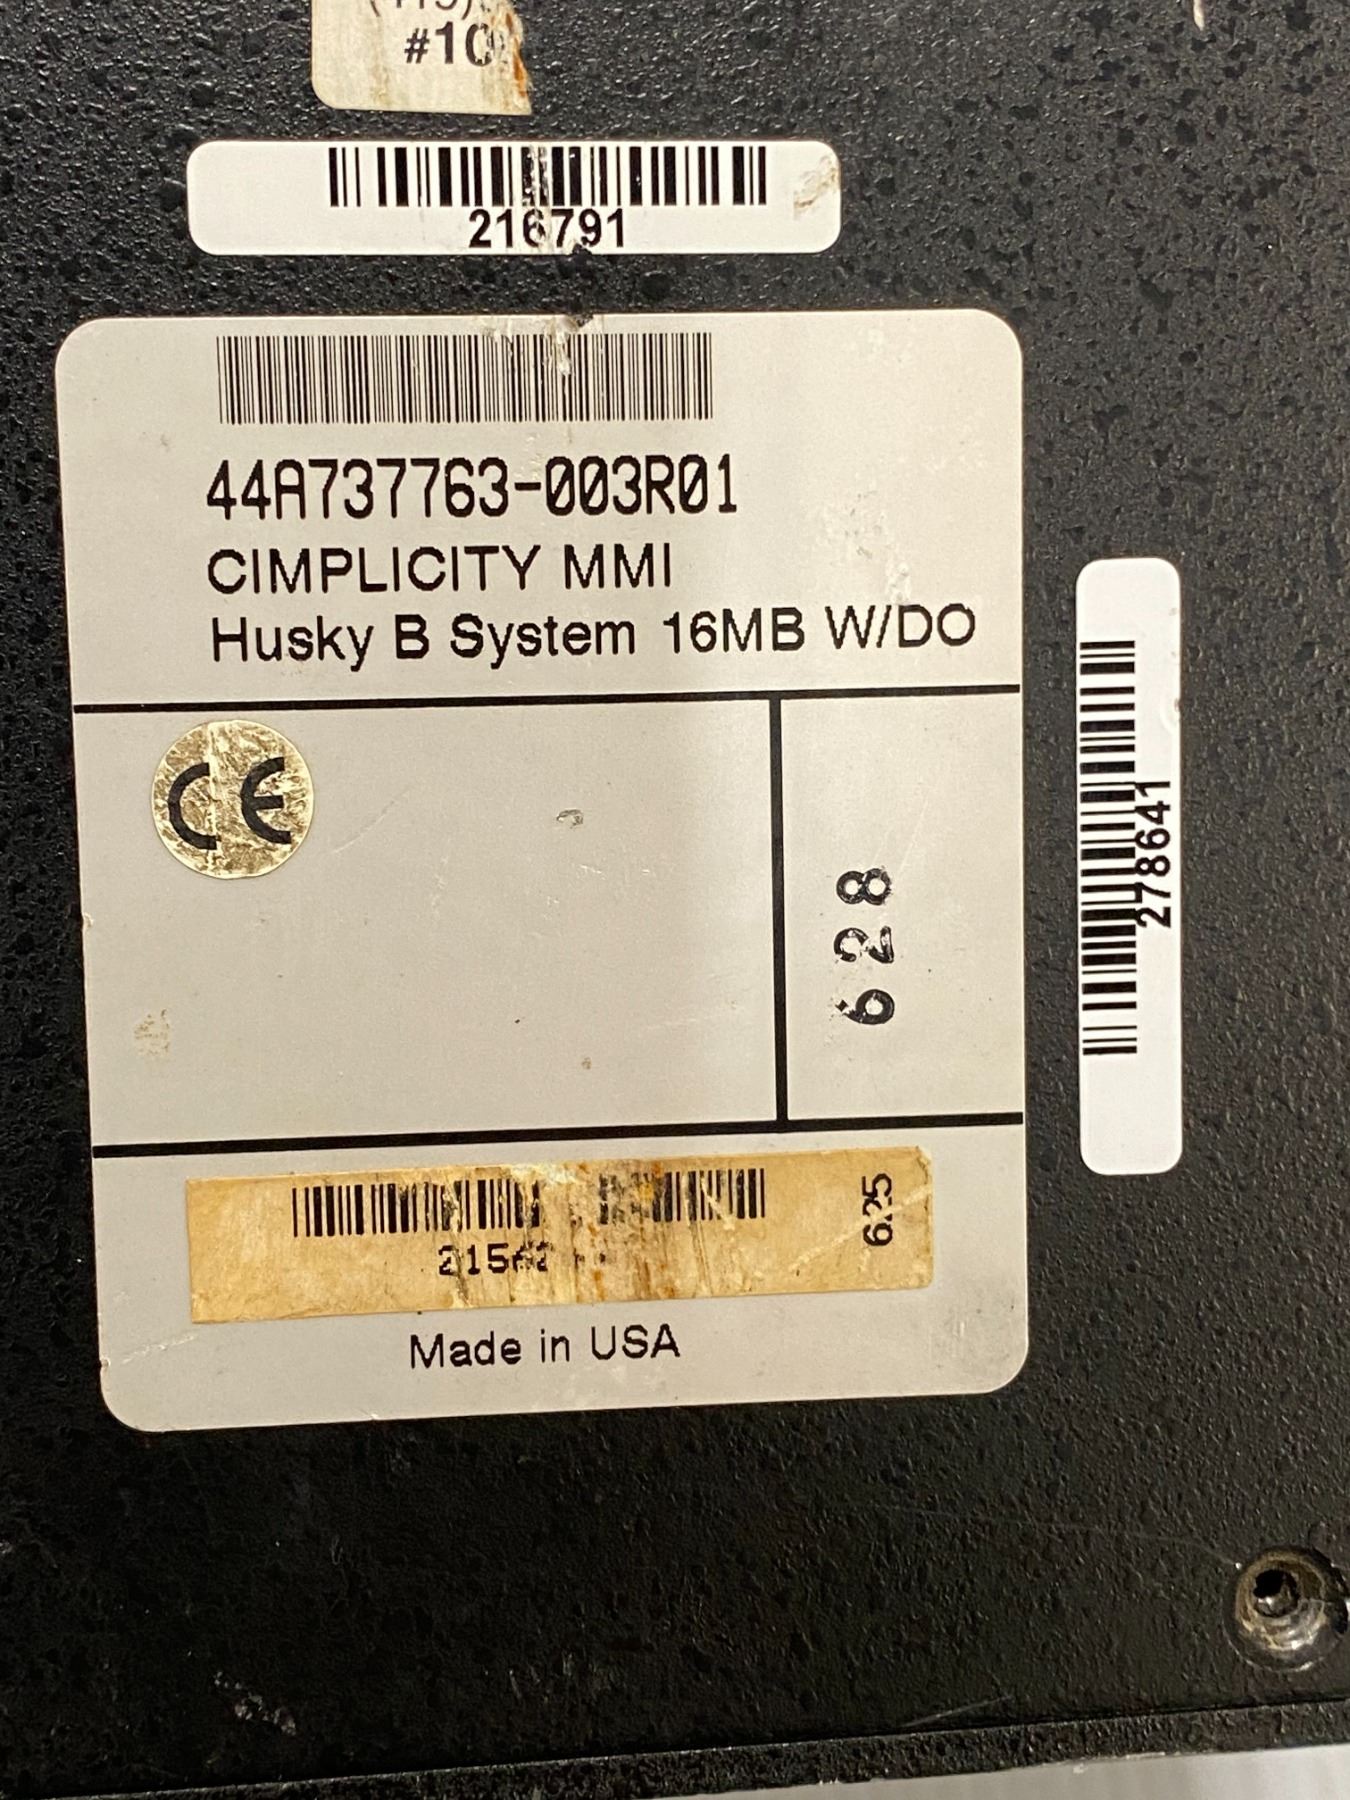 #10
216791
44A737763-003R01
CIMPLICITY MMI
Husky B System 16MB W/DO
CE
628
278641
625
Made in USA